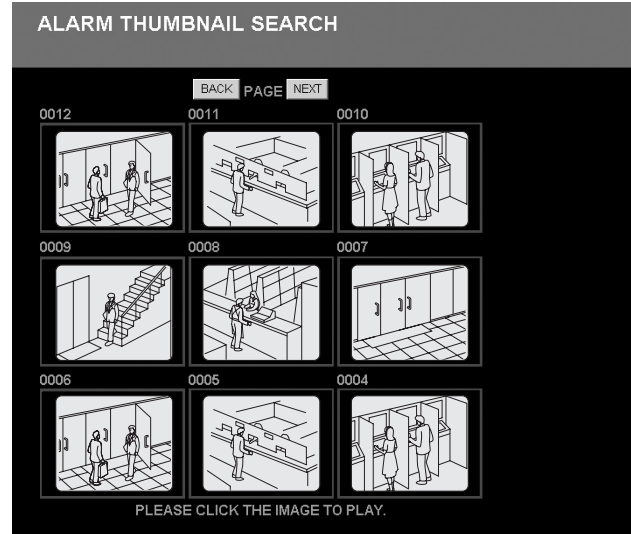 ALARM THUMBNAIL SEARCH
BACK PAGE NEXT
0012 0011 0010
0009 0008 0007
0006 0005 0004
PLEASE CLICK THE IMAGE TO PLAY.